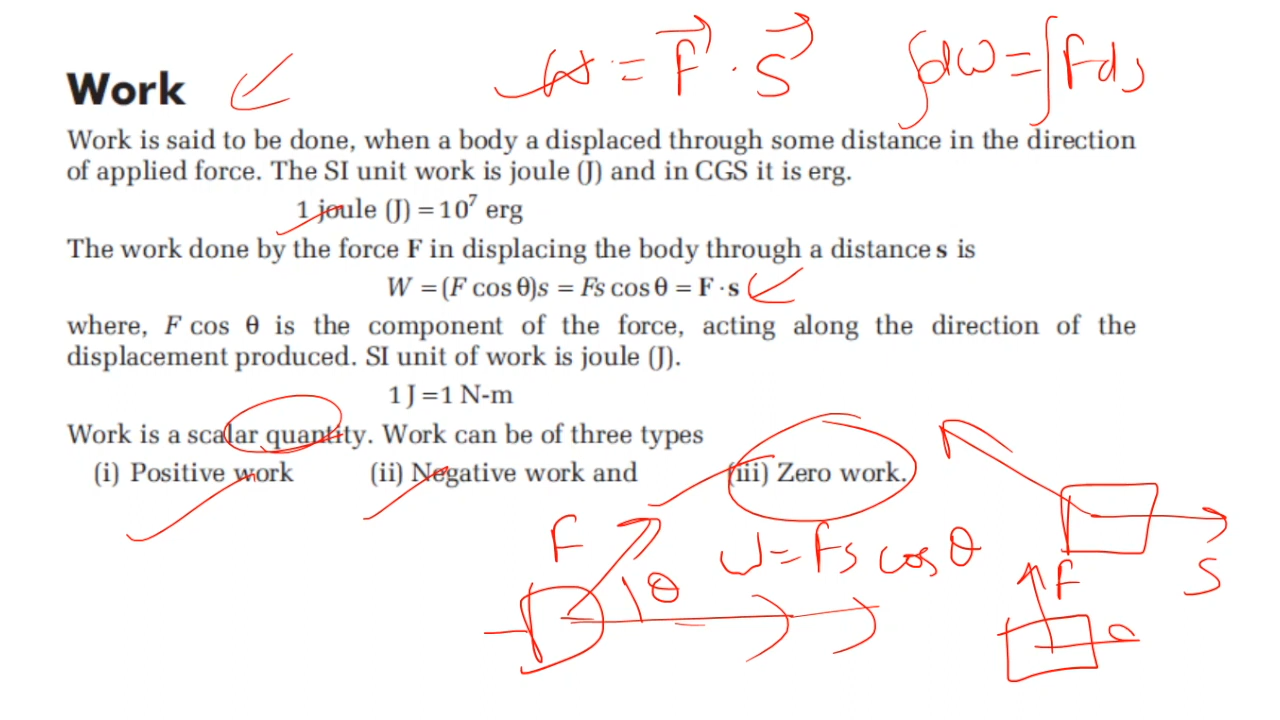 W = F⃗ . S⃗ ∫dW = ∫Fds
Work
Work is said to be done, when a body a displaced through some distance in the direction
of applied force. The SI unit work is joule (J) and in CGS it is erg.
1 joule (J) = 10⁷ erg
The work done by the force F in displacing the body through a distance s is
W = (F cos θ)s = Fs cos θ = F · s
where, F cos θ is the component of the force, acting along the direction of the
displacement produced. SI unit of work is joule (J).
1 J = 1 N-m
Work is a scalar quantity. Work can be of three types
(i) Positive work (ii) Negative work and (iii) Zero work.
F θ W = Fs cos θ
F S